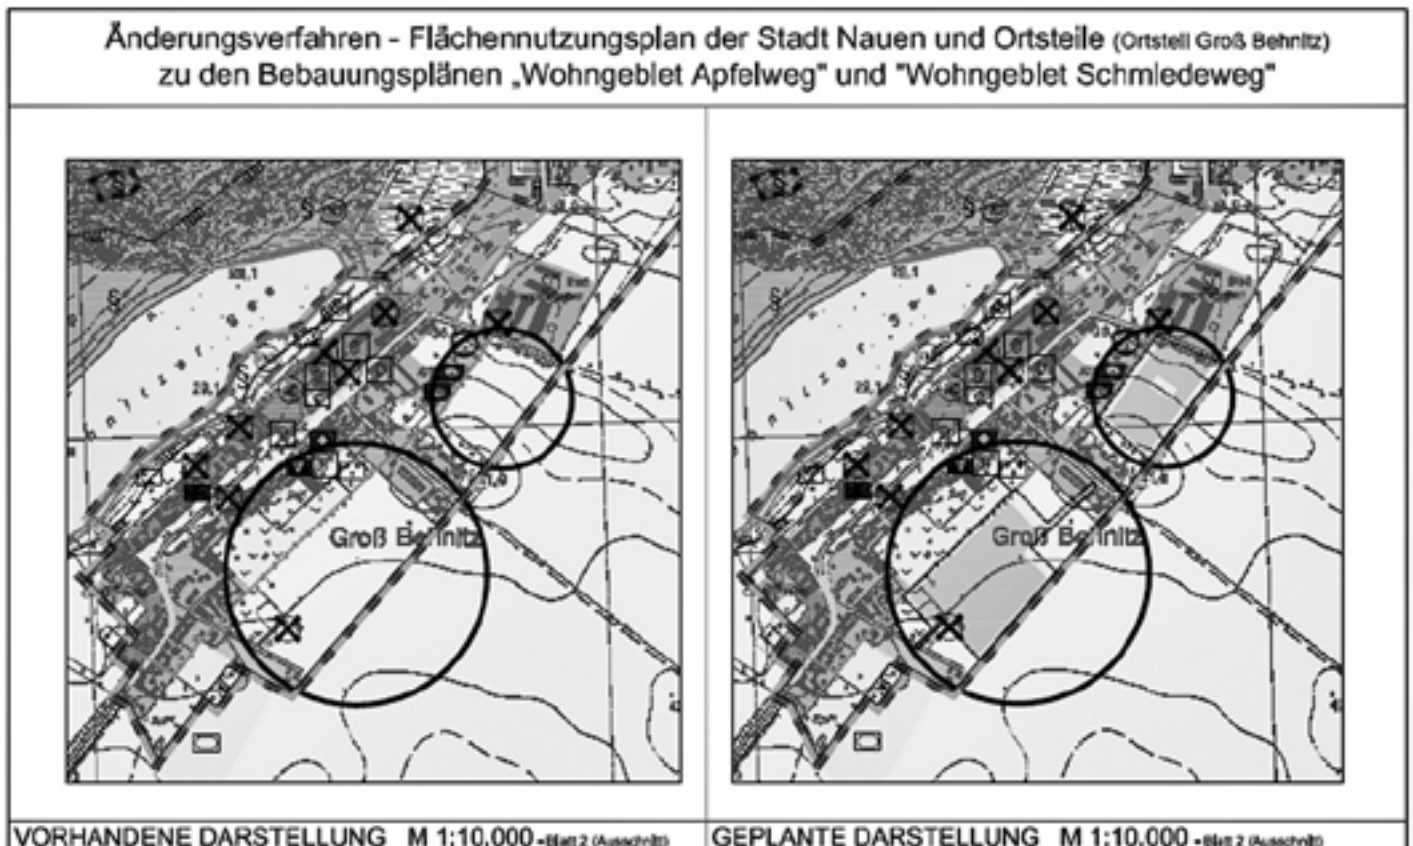 Änderungsverfahren - Flächennutzungsplan der Stadt Nauen und Ortsteile (Ortsteil Groß Behnitz)
zu den Bebauungsplänen „Wohngebiet Apfelweg" und "Wohngebiet Schmiedeweg"
Groß Behnitz
Groß Behnitz
VORHANDENE DARSTELLUNG M 1:10.000 - Blatt 2 (Ausschnitt)
GEPLANTE DARSTELLUNG M 1:10.000 - Blatt 2 (Ausschnitt)